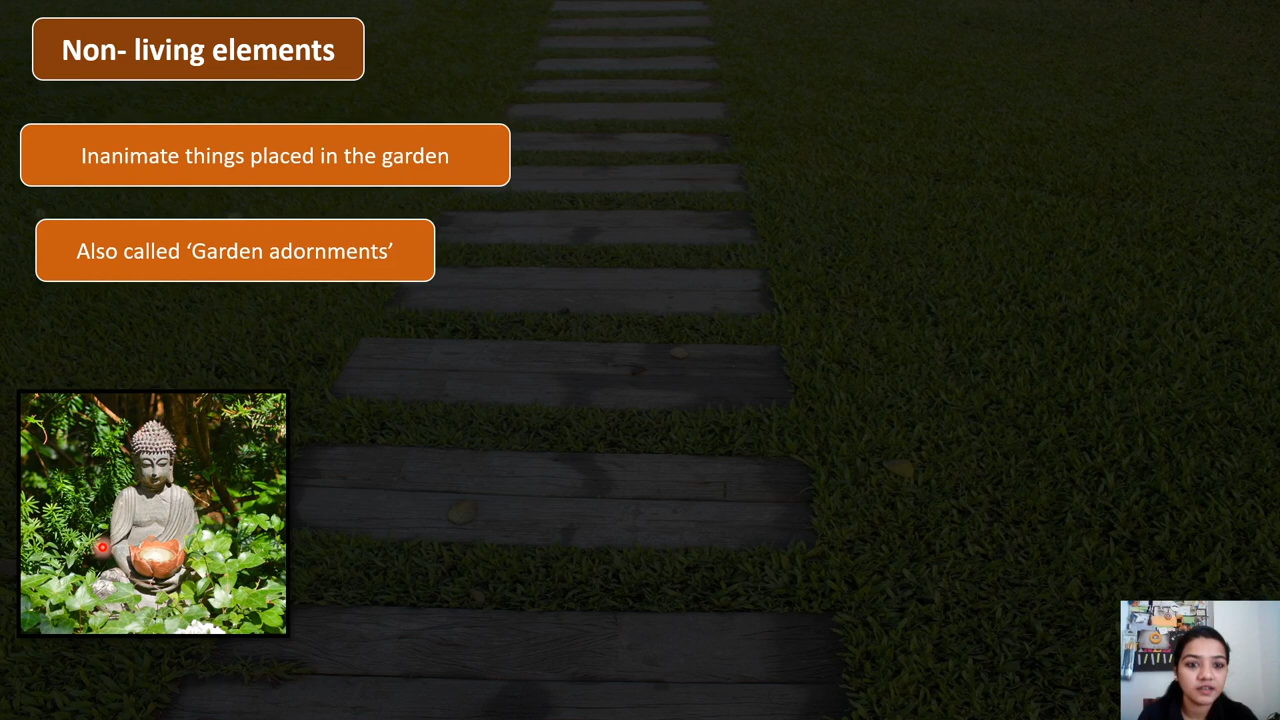 Non- living elements
Inanimate things placed in the garden
Also called ‘Garden adornments’